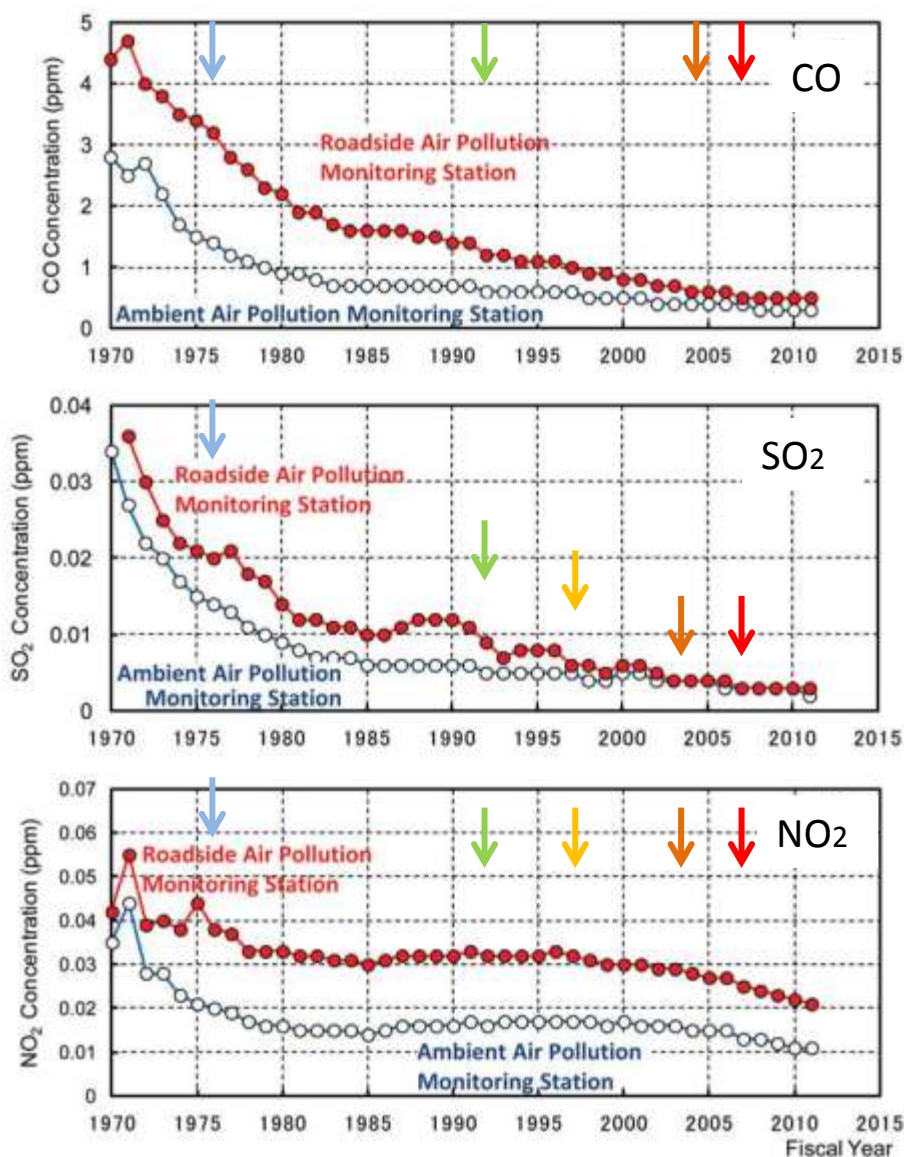 5
4
3
2
1
0
CO Concentration (ppm)
CO
Roadside Air Pollution
Monitoring Station
Ambient Air Pollution Monitoring Station
1970 1975 1980 1985 1990 1995 2000 2005 2010 2015
0.04
0.03
0.02
0.01
0
SO2 Concentration (ppm)
SO2
Roadside Air Pollution
Monitoring Station
Ambient Air Pollution
Monitoring Station
1970 1975 1980 1985 1990 1995 2000 2005 2010 2015
0.07
0.06
0.05
0.04
0.03
0.02
0.01
0
NO2 Concentration (ppm)
NO2
Roadside Air Pollution
Monitoring Station
Ambient Air Pollution
Monitoring Station
1970 1975 1980 1985 1990 1995 2000 2005 2010 2015
Fiscal Year